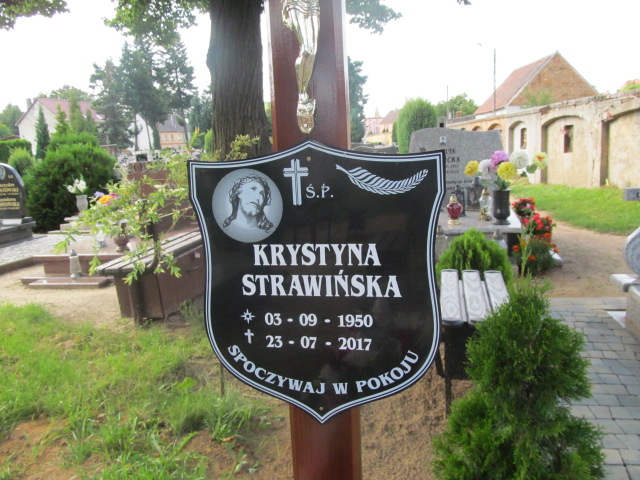 Ś.P.
KRYSTYNA
STRAWIŃSKA
03 - 09 - 1950
23 - 07 - 2017
SPOCZYWAJ W POKOJU